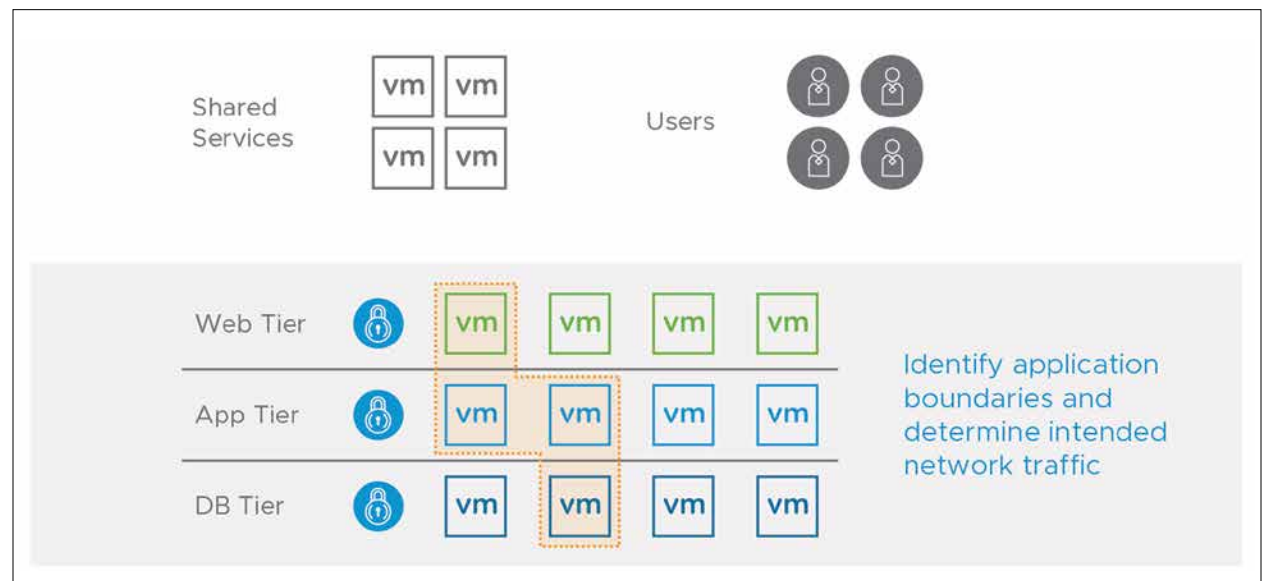 Shared
Services
vm vm
vm vm
Users
Web Tier
vm vm vm vm
App Tier
vm vm vm vm
DB Tier
vm vm vm vm
Identify application
boundaries and
determine intended
network traffic